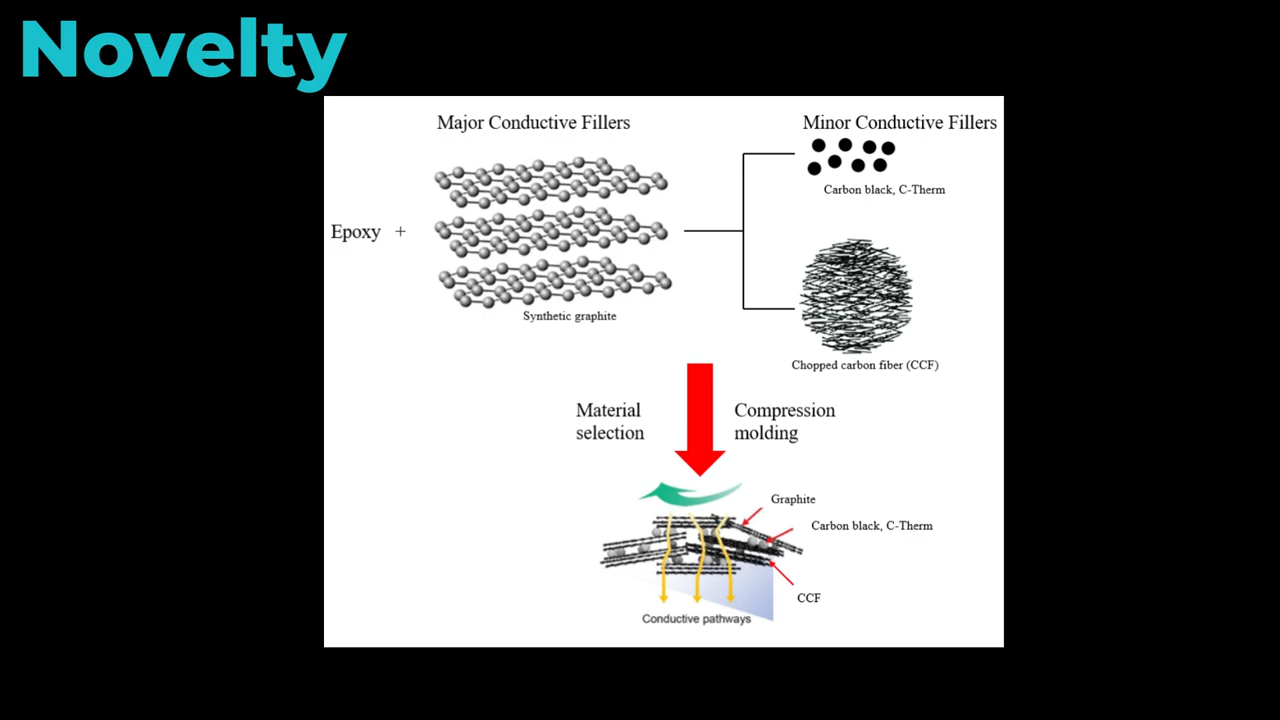 Novelty
Major Conductive Fillers
Minor Conductive Fillers
Carbon black, C-Therm
Epoxy +
Synthetic graphite
Chopped carbon fiber (CCF)
Material
selection
Compression
molding
Graphite
Carbon black, C-Therm
CCF
Conductive pathways